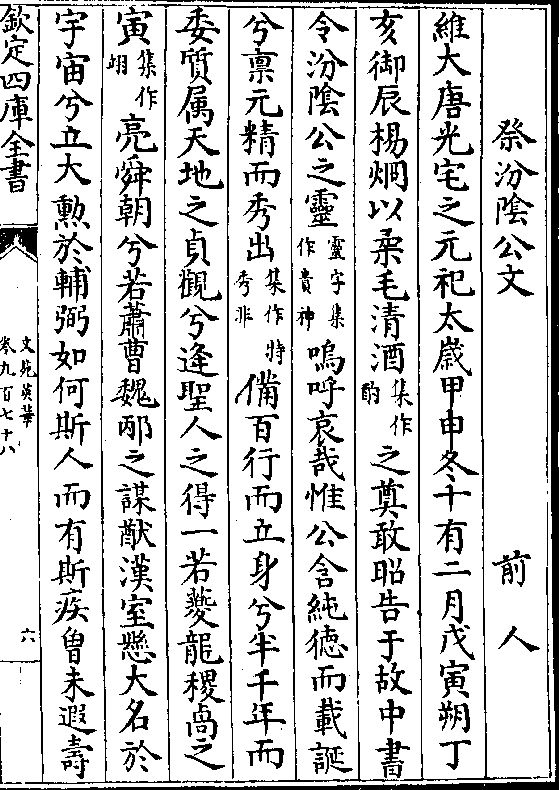 祭汾隂公文 前人
維大唐光宅之元祀太歲甲申冬十有二月戊寅朔丁
亥御辰楊烱以柔毛清酒集作酌之奠敢昭告于故中書
令汾隂公之靈靈字集作貴神嗚呼哀哉惟公含純德而載誕
兮禀元精而秀出集作特秀非備百行而立身兮半千年而
委質属天地之貞觀兮逢聖人之得一若夔龍稷卨之
寅集作翊亮舜朝兮若蕭曹魏邴之謀猷漢室懸大名於
宇宙兮立大勲於輔弼如何斯人而有斯疾曽未遐壽
欽定四庫全書
文苑英華
卷九百七十八
六